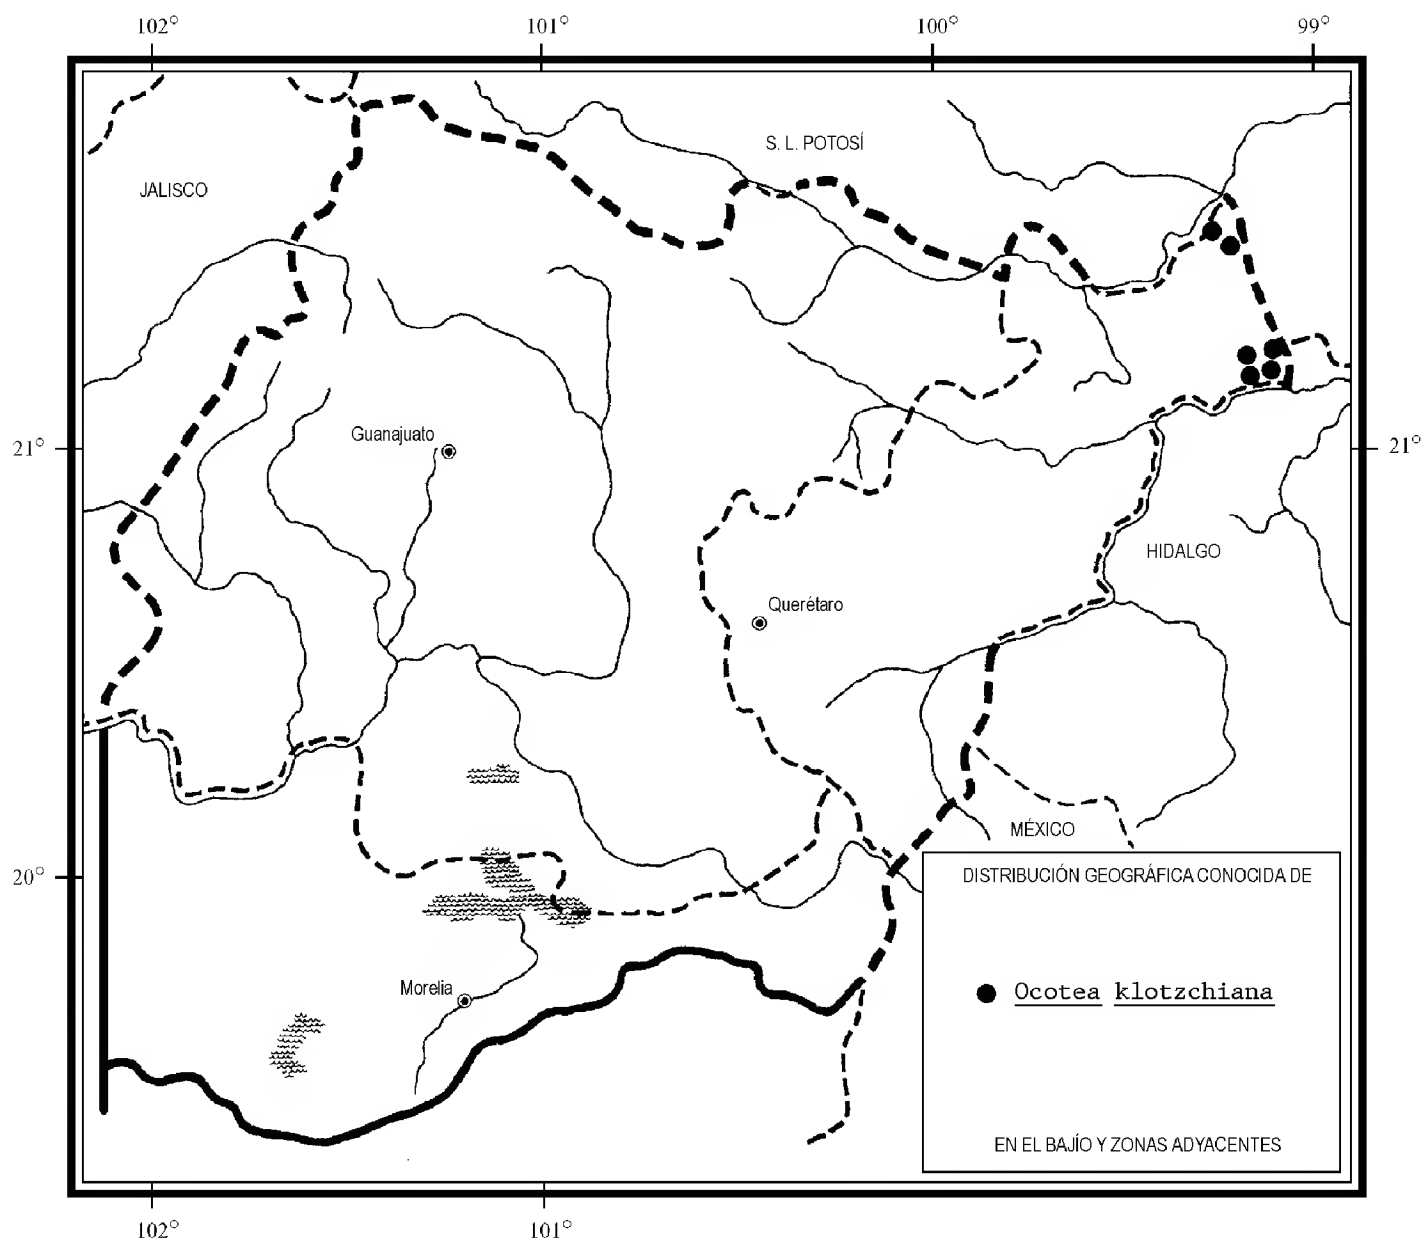 102° 101° 100° 99°
S. L. POTOSÍ
JALISCO
Guanajuato
21° 21°
HIDALGO
Querétaro
MÉXICO
20°
DISTRIBUCIÓN GEOGRÁFICA CONOCIDA DE
Morelia
Ocotea klotzchiana
EN EL BAJÍO Y ZONAS ADYACENTES
102° 101°